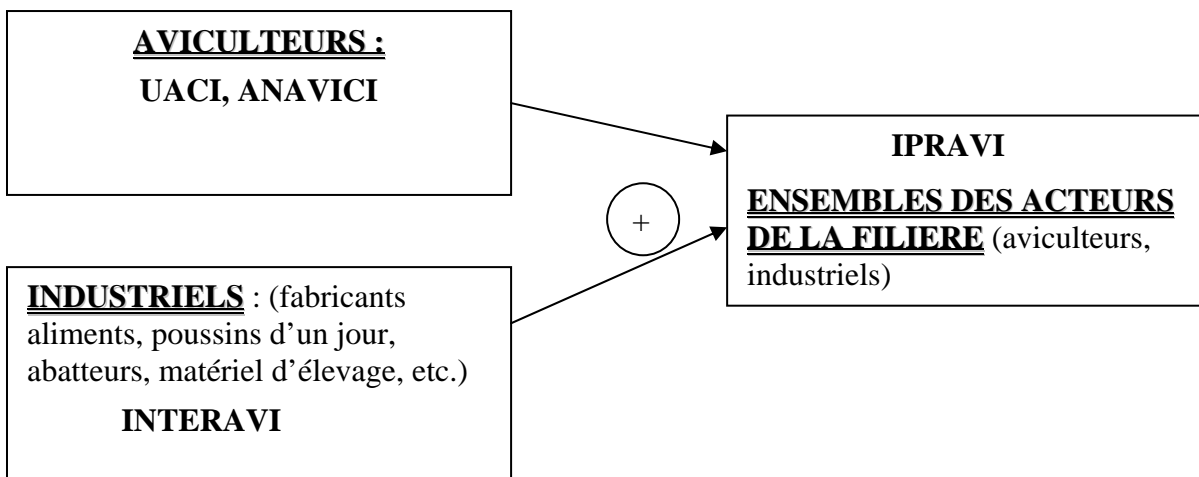 AVICULTEURS :
UACI, ANAVICI
IPRAVI
ENSEMBLES DES ACTEURS
DE LA FILIERE (aviculteurs,
industriels)
+
INDUSTRIELS : (fabricants
aliments, poussins d’un jour,
abatteurs, matériel d’élevage, etc.)
INTERAVI